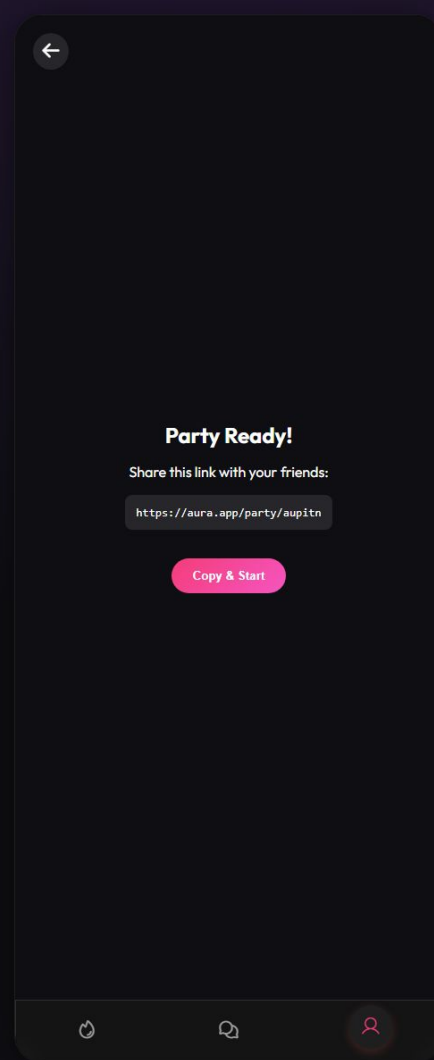 Party Ready!
Share this link with your friends:
https://aura.app/party/aupitn
Copy & Start